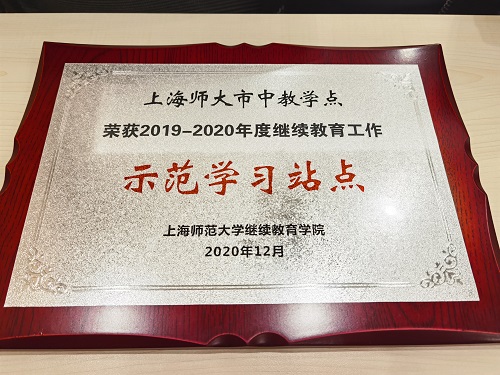 上海师大市中教学点
荣获2019-2020年度继续教育工作
示范学习站点
上海师范大学继续教育学院
2020年12月